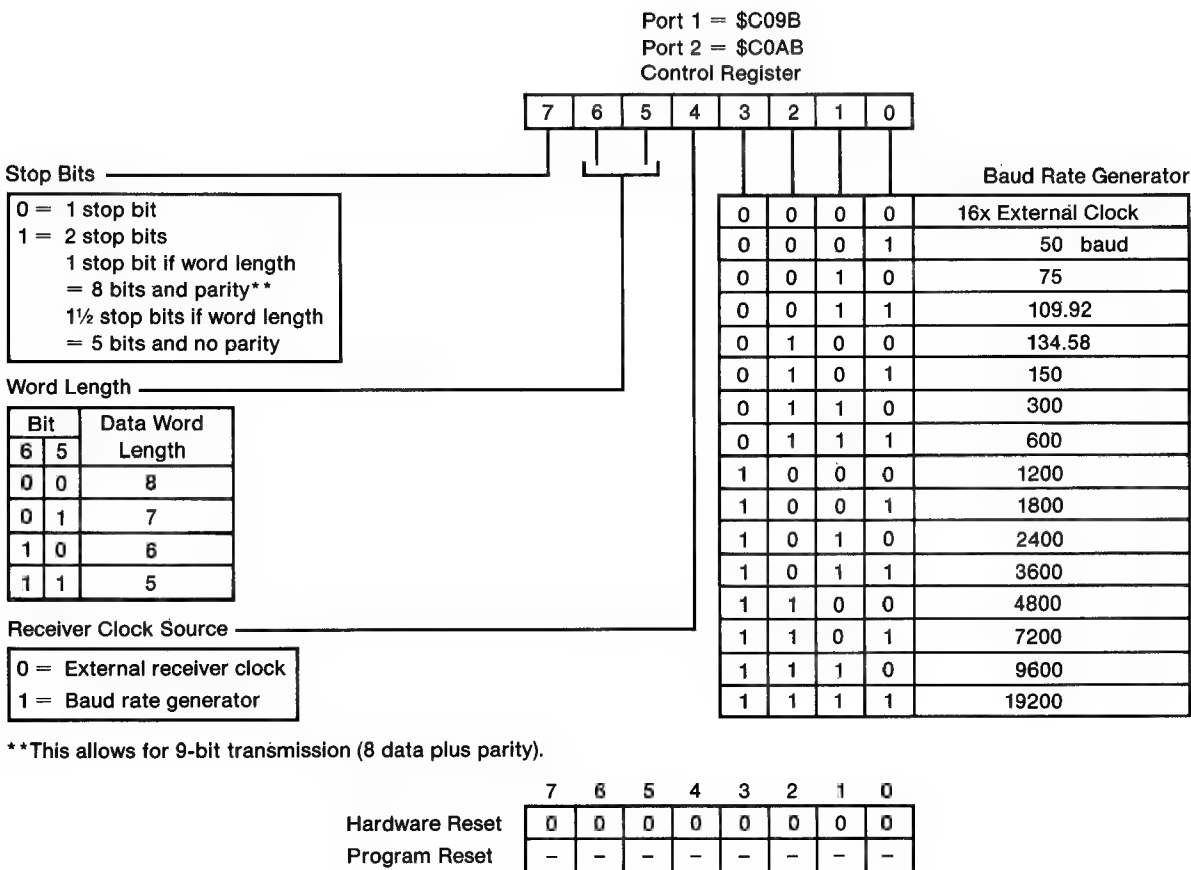 Port 1 = $C09B
Port 2 = $C0AB
Control Register
7 6 5 4 3 2 1 0
Stop Bits
0 = 1 stop bit
1 = 2 stop bits
1 stop bit if word length
= 8 bits and parity**
1½ stop bits if word length
= 5 bits and no parity
Word Length
Bit Data Word
6 5 Length
0 0 8
0 1 7
1 0 6
1 1 5
Receiver Clock Source
0 = External receiver clock
1 = Baud rate generator
Baud Rate Generator
0 0 0 0 16x External Clock
0 0 0 1 50 baud
0 0 1 0 75
0 0 1 1 109.92
0 1 0 0 134.58
0 1 0 1 150
0 1 1 0 300
0 1 1 1 600
1 0 0 0 1200
1 0 0 1 1800
1 0 1 0 2400
1 0 1 1 3600
1 1 0 0 4800
1 1 0 1 7200
1 1 1 0 9600
1 1 1 1 19200
**This allows for 9-bit transmission (8 data plus parity).
7 6 5 4 3 2 1 0
Hardware Reset 0 0 0 0 0 0 0 0
Program Reset – – – – – – – –